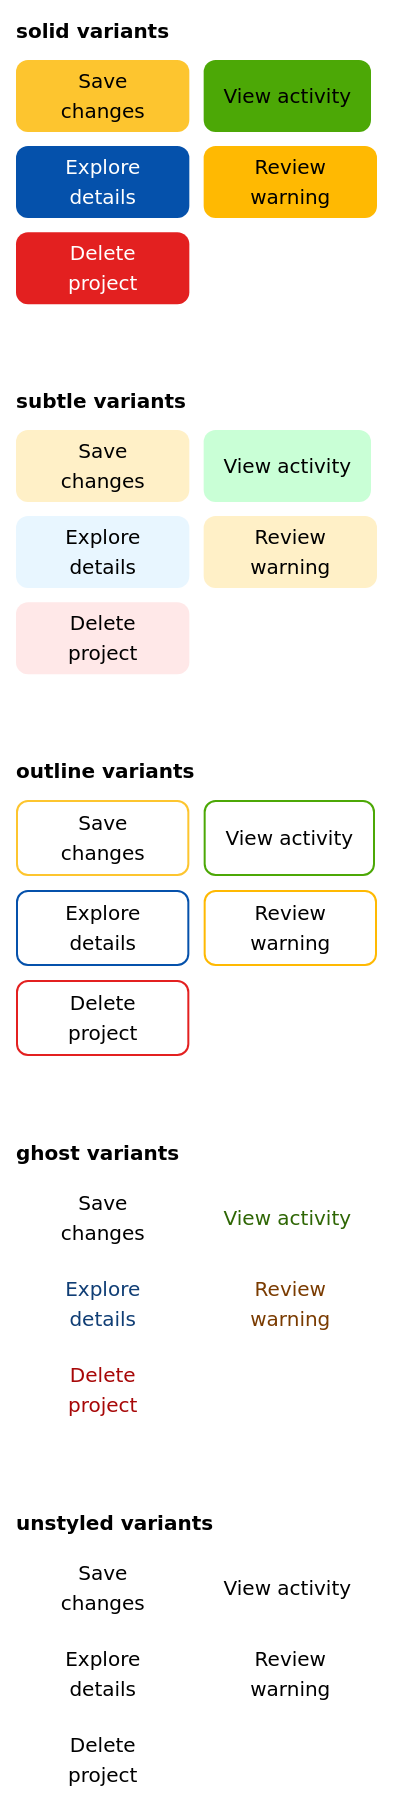 solid variants
Save
changes
View activity
Explore
details
Review
warning
Delete
project
subtle variants
Save
changes
View activity
Explore
details
Review
warning
Delete
project
outline variants
Save
changes
View activity
Explore
details
Review
warning
Delete
project
ghost variants
Save
changes
View activity
Explore
details
Review
warning
Delete
project
unstyled variants
Save
changes
View activity
Explore
details
Review
warning
Delete
project